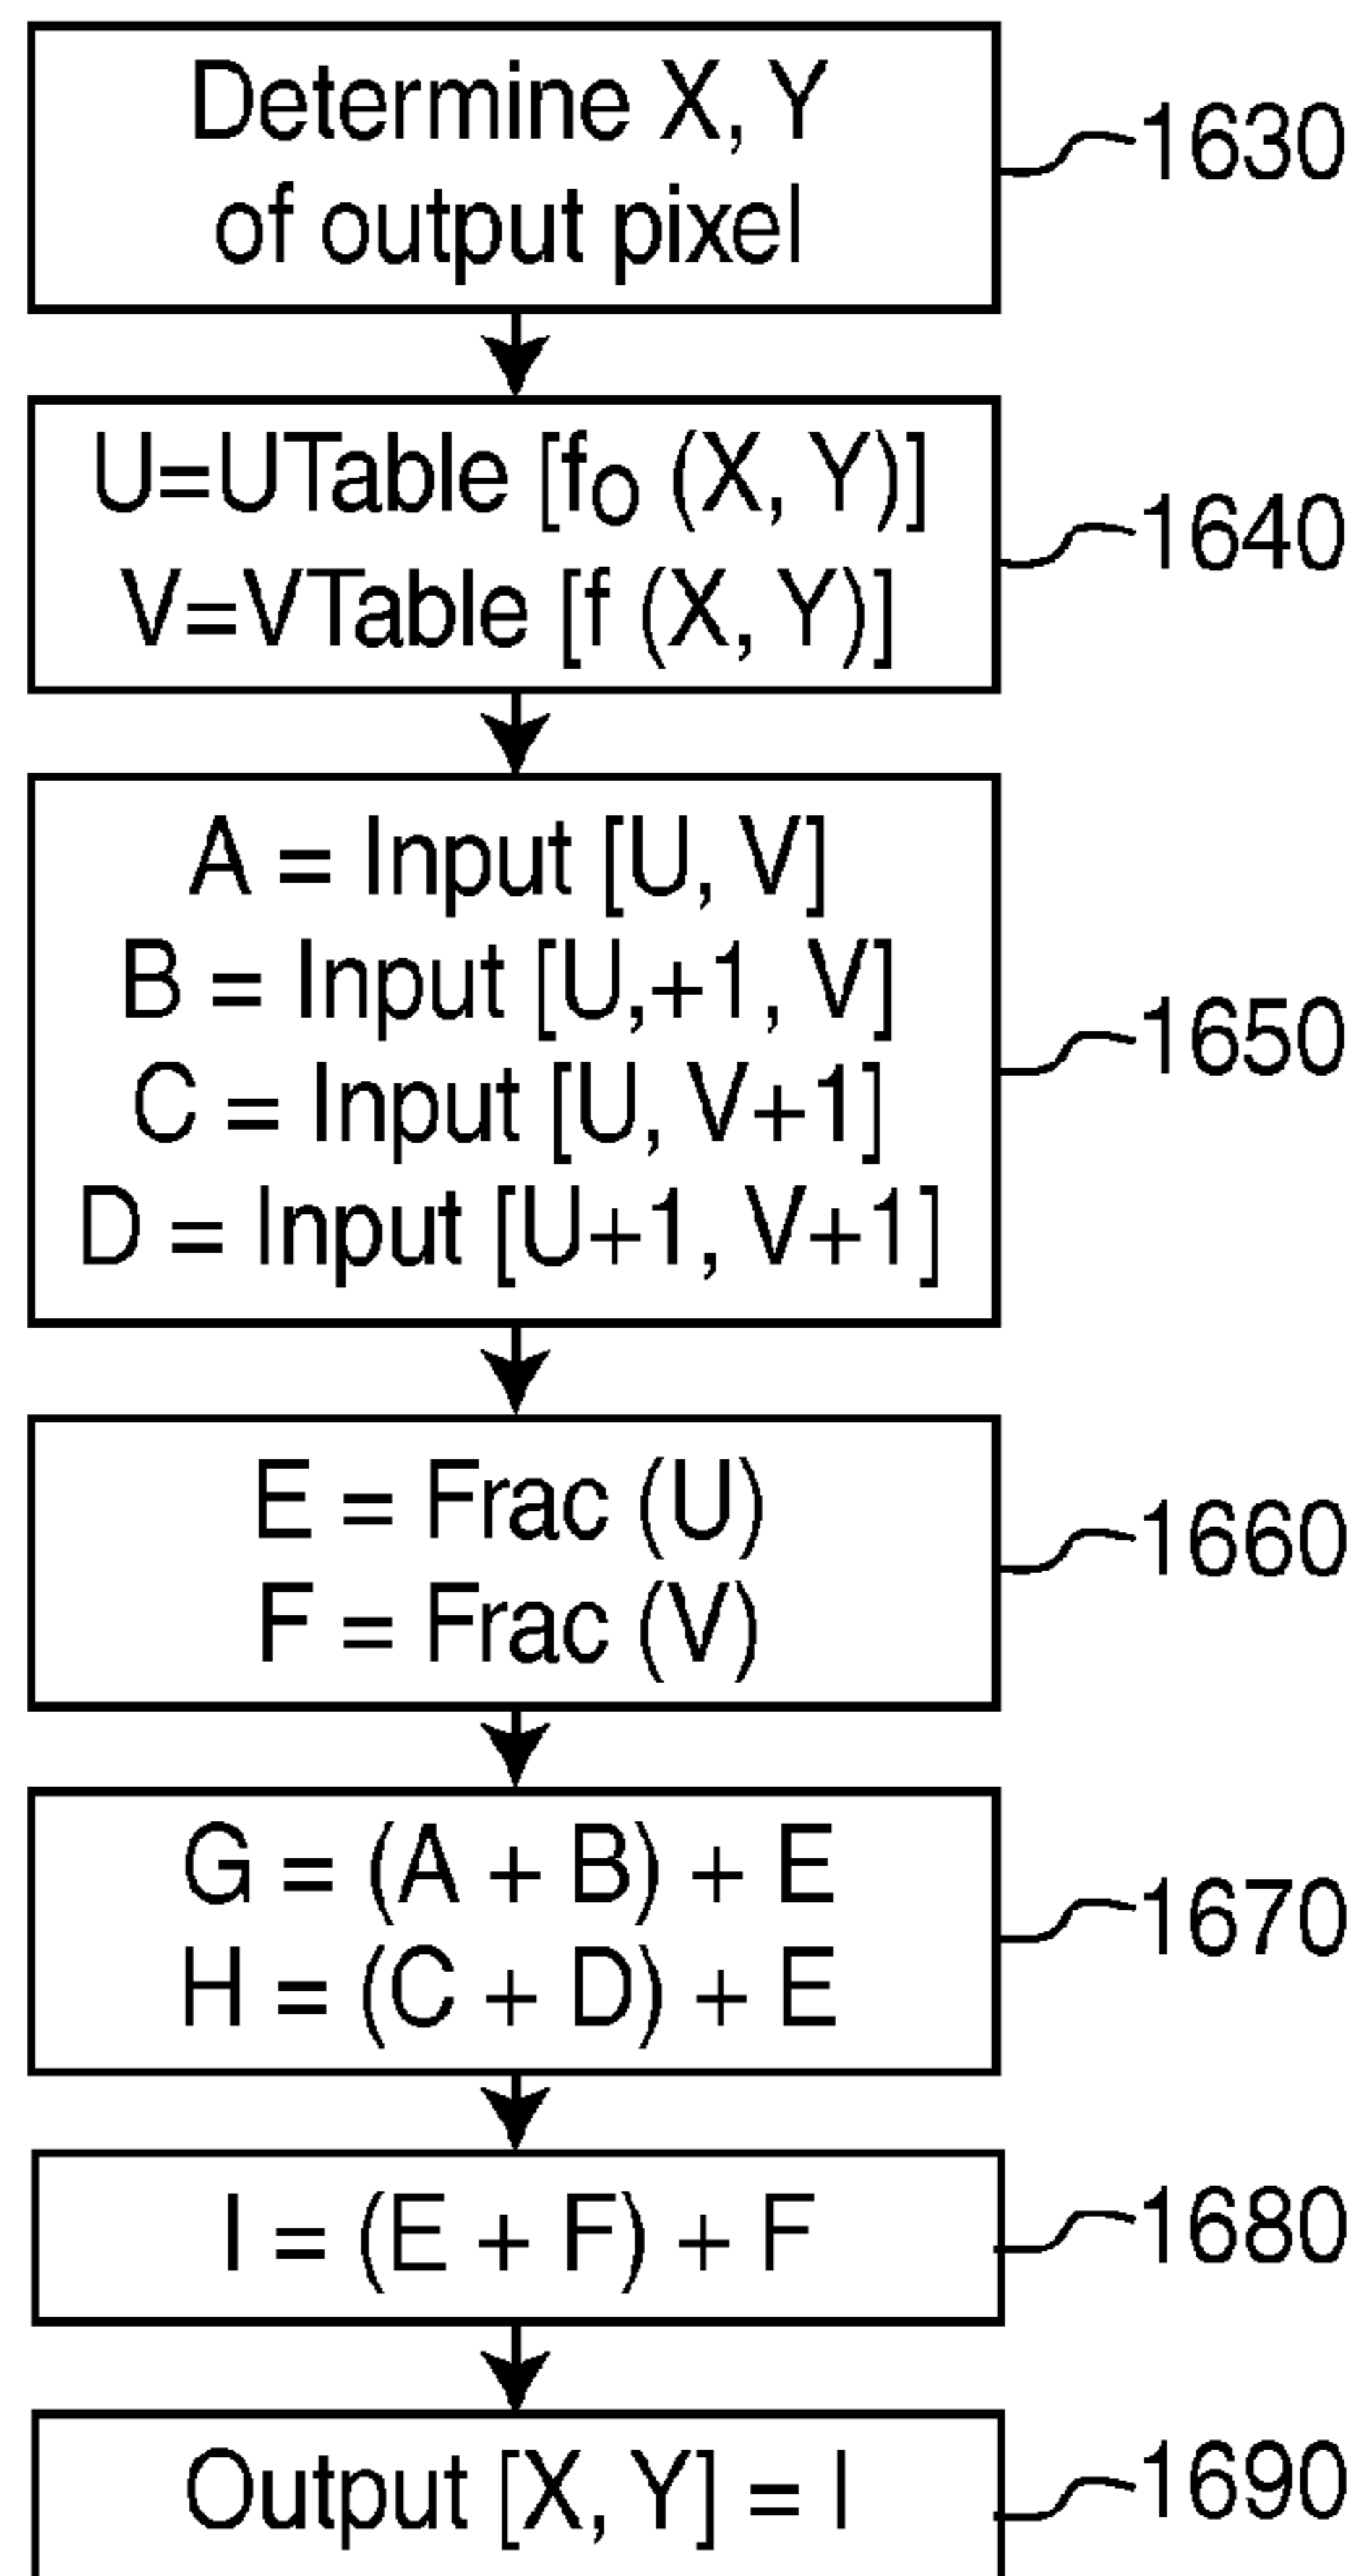 Determine X, Y
of output pixel
1630
U=UTable [fo (X, Y)]
V=VTable [f (X, Y)]
1640
A = Input [U, V]
B = Input [U,+1, V]
C = Input [U, V+1]
D = Input [U+1, V+1]
1650
E = Frac (U)
F = Frac (V)
1660
G = (A + B) + E
H = (C + D) + E
1670
I = (E + F) + F
1680
Output [X, Y] = I
1690